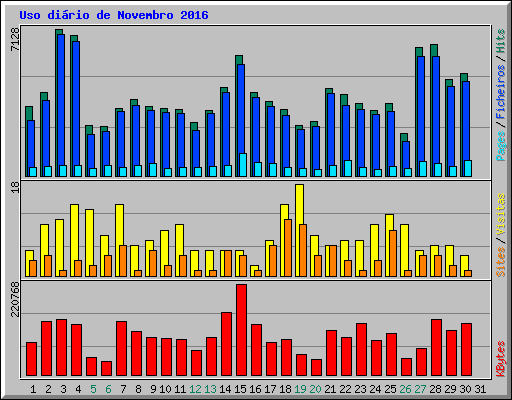 Uso diário de Novembro 2016
7128
Pages / Ficheiros / Hits
18
Sites / Visitas
220768
KBytes
1 2 3 4 5 6 7 8 9 10 11 12 13 14 15 16 17 18 19 20 21 22 23 24 25 26 27 28 29 30 31